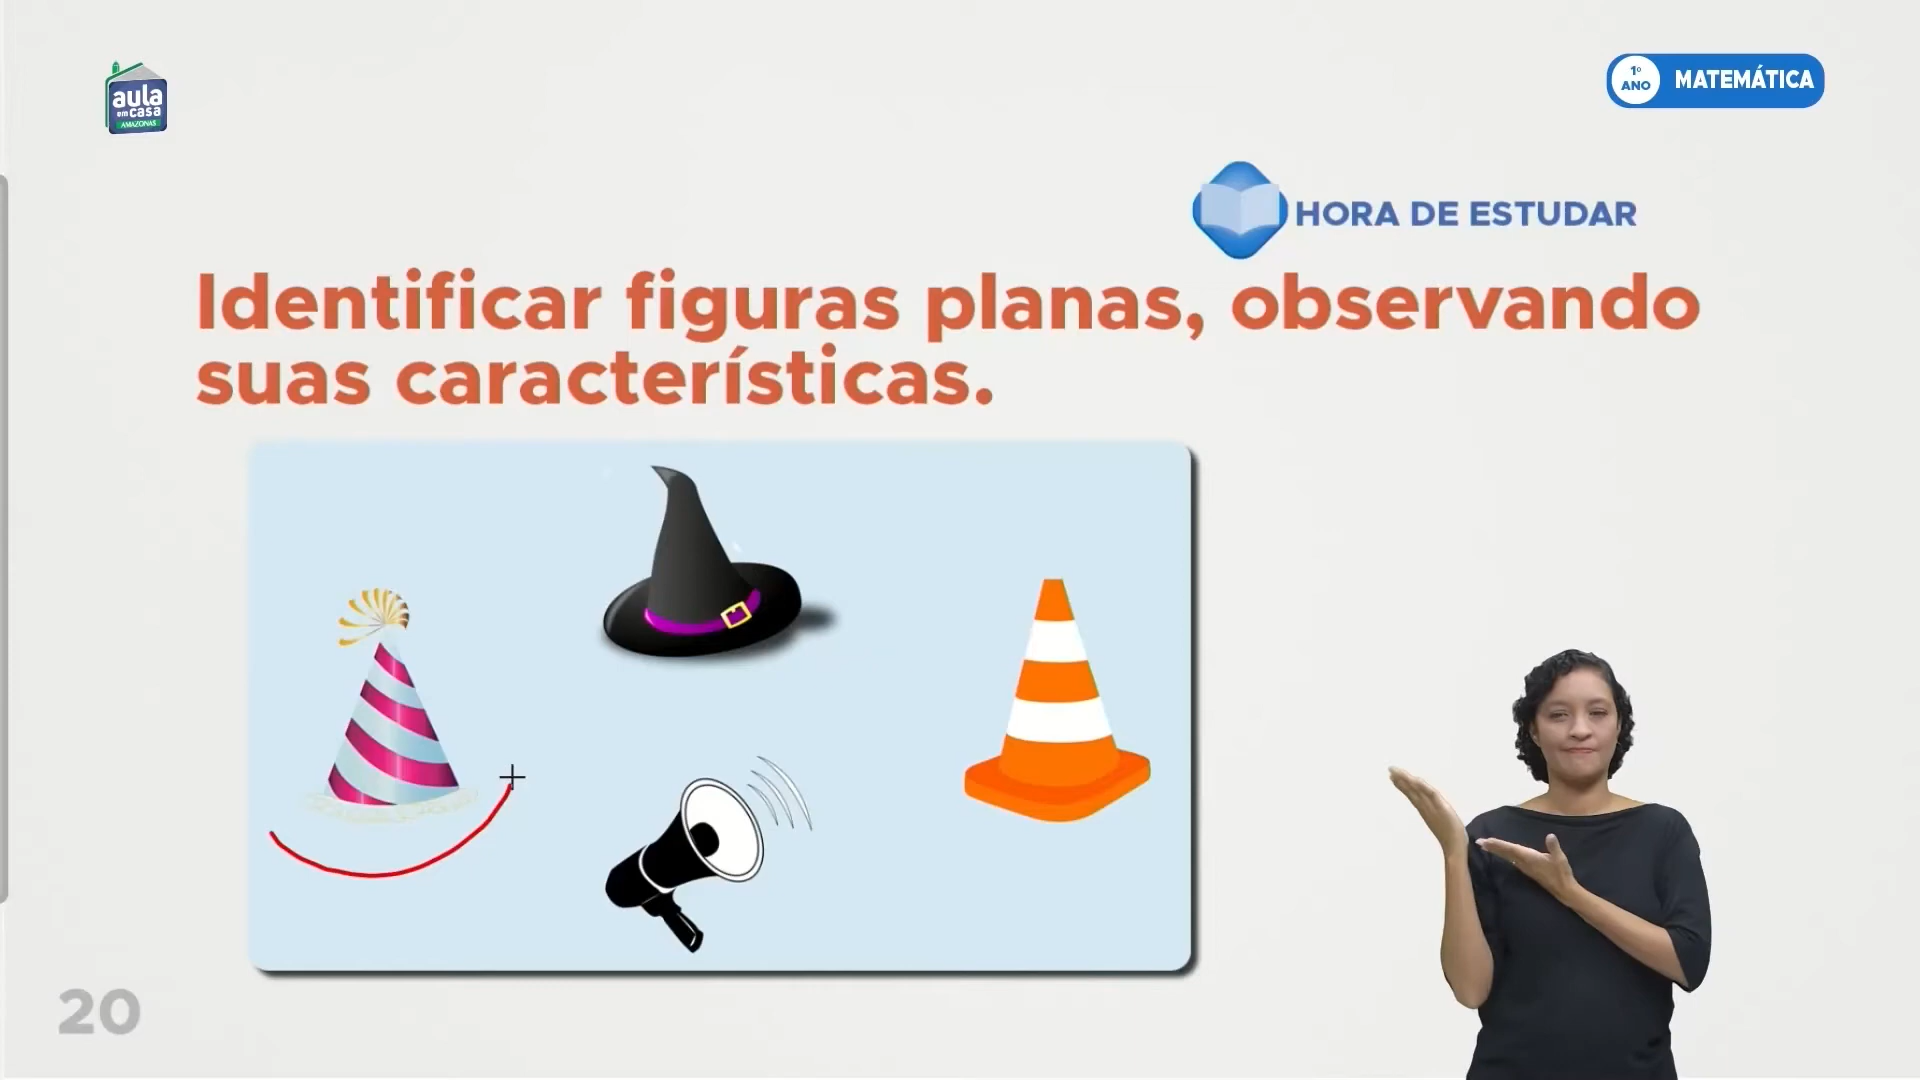 aula
em casa
AMAZONAS
1º
ANO
MATEMÁTICA
HORA DE ESTUDAR
Identificar figuras planas, observando
suas características.
20